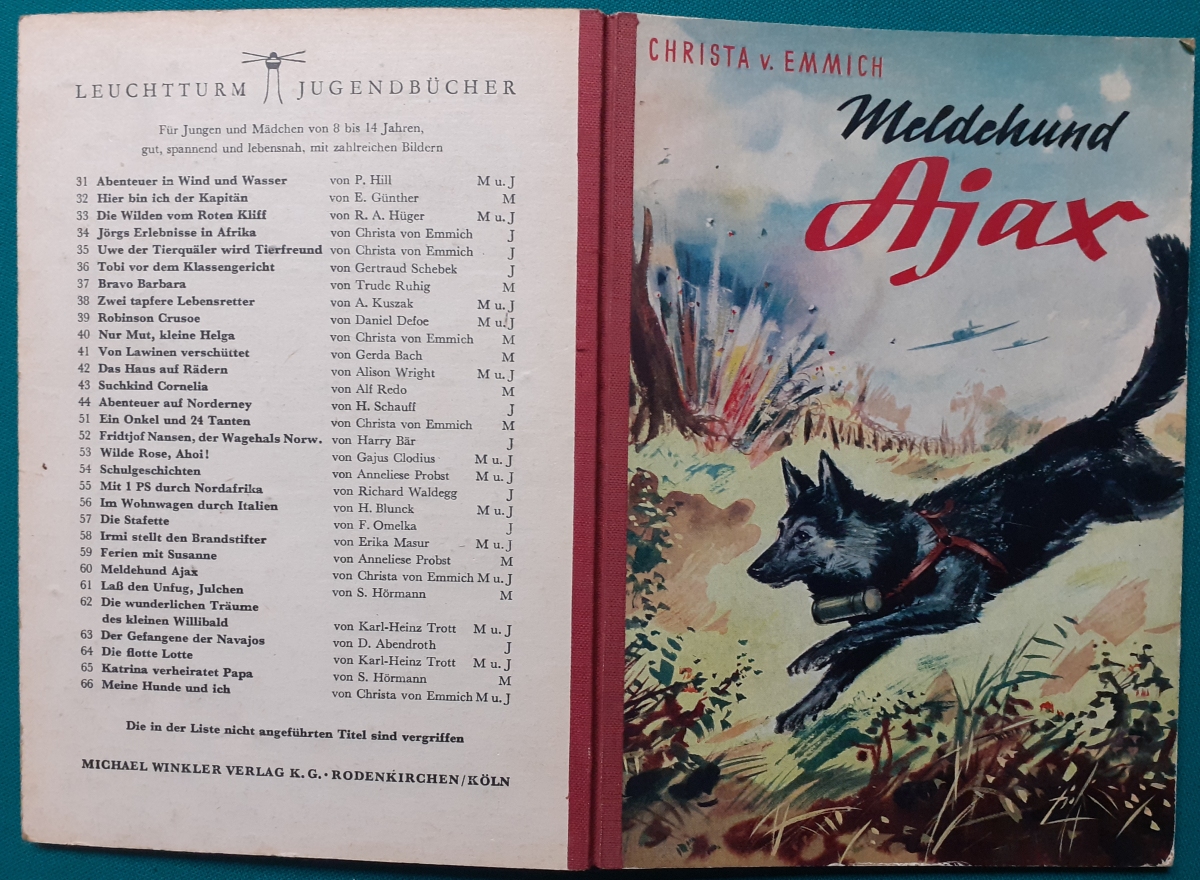 LEUCHTTURM JUGENDBÜCHER
Für Jungen und Mädchen von 8 bis 14 Jahren,
gut, spannend und lebensnah, mit zahlreichen Bildern
31 Abenteuer in Wind und Wasser von P. Hill M u. J
32 Hier bin ich der Kapitän von E. Günther M
33 Die Wilden vom Roten Kliff von R. A. Hüger M u. J
34 Jörgs Erlebnisse in Afrika von Christa von Emmich J
35 Uwe der Tierquäler wird Tierfreund von Christa von Emmich J
36 Tobi vor dem Klassengericht von Gertraud Schebek J
37 Bravo Barbara von Trude Ruhig M
38 Zwei tapfere Lebensretter von A. Kuszak M u. J
39 Robinson Crusoe von Daniel Defoe M u. J
40 Nur Mut, kleine Helga von Christa von Emmich M
41 Von Lawinen verschüttet von Gerda Bach M
42 Das Haus auf Rädern von Alison Wright M u. J
43 Suchkind Cornelia von Alf Redo M
44 Abenteuer auf Norderney von H. Schauff J
51 Ein Onkel und 24 Tanten von Christa von Emmich M
52 Fridtjof Nansen, der Wagehals Norw. von Harry Bär J
53 Wilde Rose, Ahoi! von Gajus Clodius M u. J
54 Schulgeschichten von Anneliese Probst M u. J
55 Mit 1 PS durch Nordafrika von Richard Waldegg J
56 Im Wohnwagen durch Italien von H. Blunck M u. J
57 Die Stafette von F. Omelka J
58 Irmi stellt den Brandstifter von Erika Masur M u. J
59 Ferien mit Susanne von Anneliese Probst M
60 Meldehund Ajax von Christa von Emmich M u. J
61 Laß den Unfug, Julchen von S. Hörmann M
62 Die wunderlichen Träume
des kleinen Willibald von Karl-Heinz Trott M u. J
63 Der Gefangene der Navajos von D. Abendroth J
64 Die flotte Lotte von Karl-Heinz Trott M u. J
65 Katrina verheiratet Papa von S. Hörmann M
66 Meine Hunde und ich von Christa von Emmich M u. J
Die in der Liste nicht angeführten Titel sind vergriffen
MICHAEL WINKLER VERLAG K. G. · RODENKIRCHEN/KÖLN
CHRISTA v. EMMICH
Meldehund
Ajax